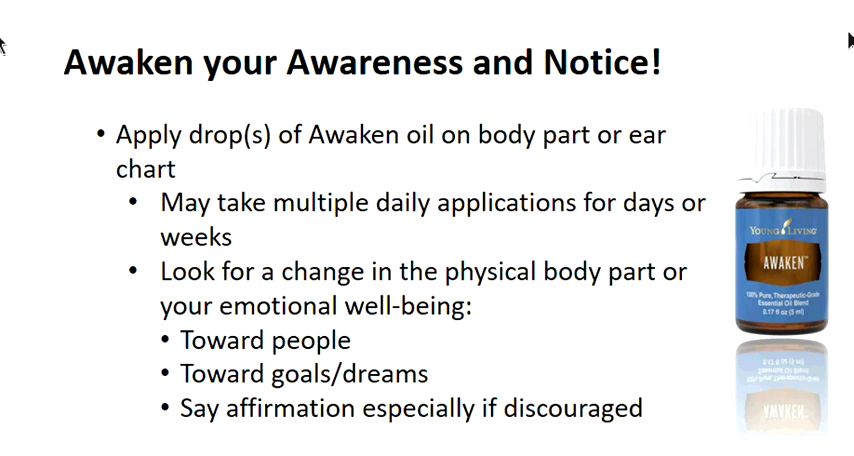 Awaken your Awareness and Notice!
• Apply drop(s) of Awaken oil on body part or ear
chart
• May take multiple daily applications for days or
weeks
• Look for a change in the physical body part or
your emotional well-being:
• Toward people
• Toward goals/dreams
• Say affirmation especially if discouraged
YOUNG LIVING
AWAKEN™
100% Pure, Therapeutic-Grade
Essential Oil Blend
0.17 fl oz (5 ml)